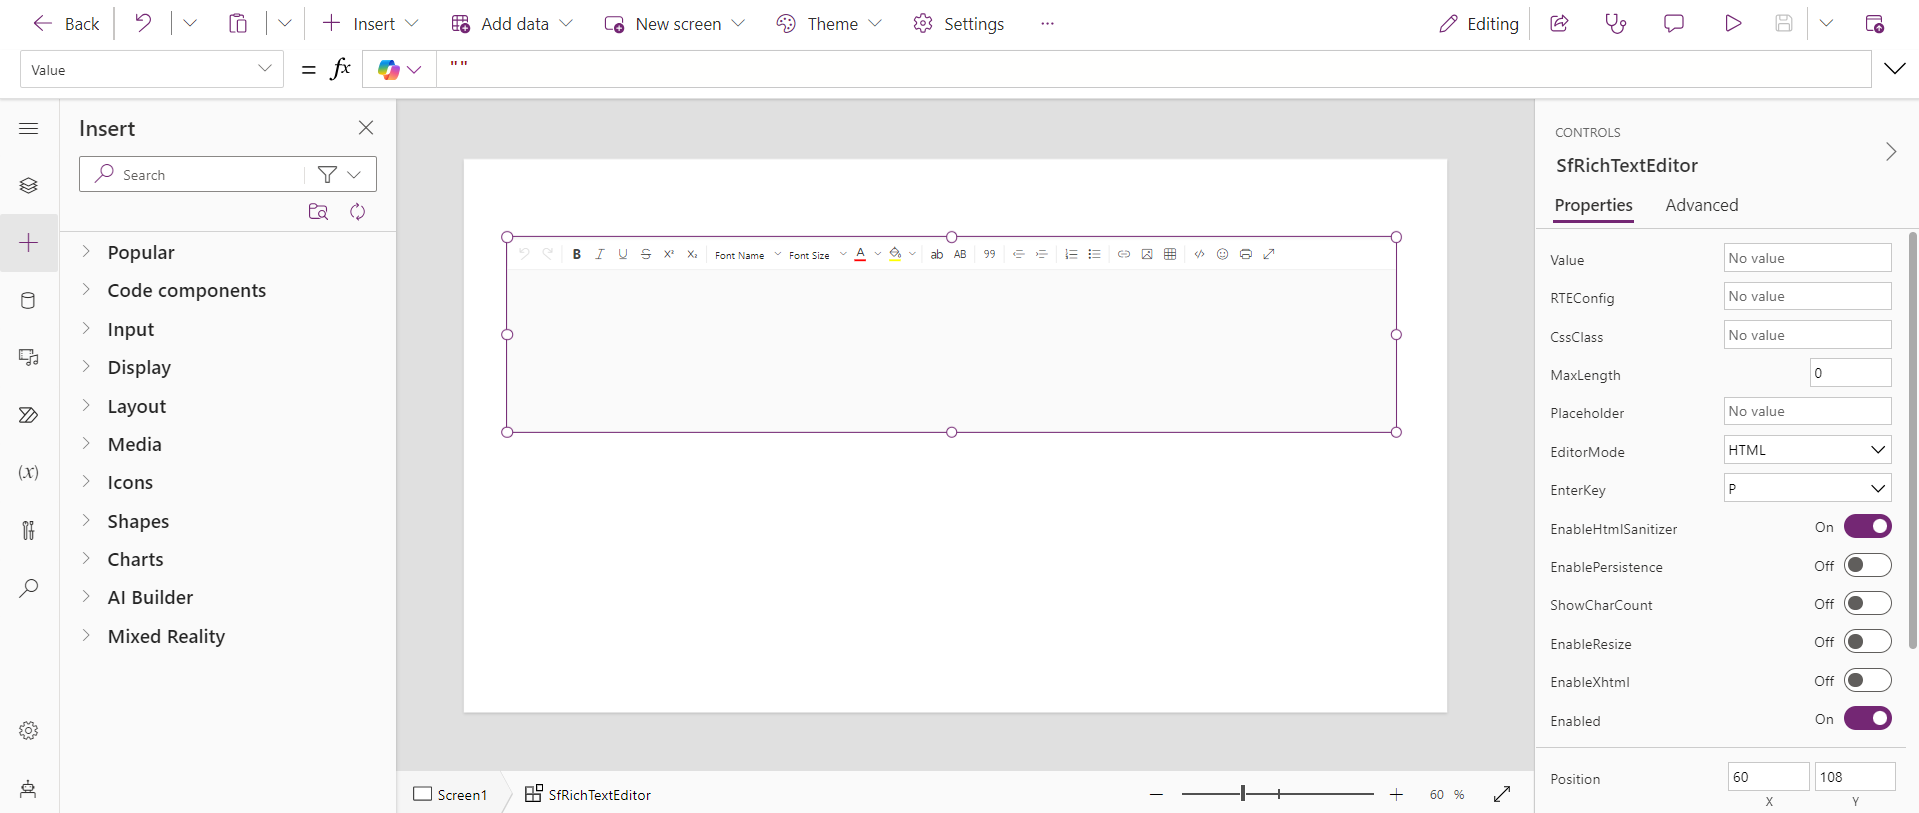 Back
Insert
Add data
New screen
Theme
Settings
...
Editing
Value
= fx
""
Insert
Search
Popular
Code components
Input
Display
Layout
Media
Icons
Shapes
Charts
AI Builder
Mixed Reality
(x)
B I U S X² X₂ Font Name Font Size A ab AB 99
Screen1
SfRichTextEditor
60 %
CONTROLS
SfRichTextEditor
Properties Advanced
Value No value
RTEConfig No value
CssClass No value
MaxLength 0
Placeholder No value
EditorMode HTML
EnterKey P
EnableHtmlSanitizer On
EnablePersistence Off
ShowCharCount Off
EnableResize Off
EnableXhtml Off
Enabled On
Position 60 108
X Y